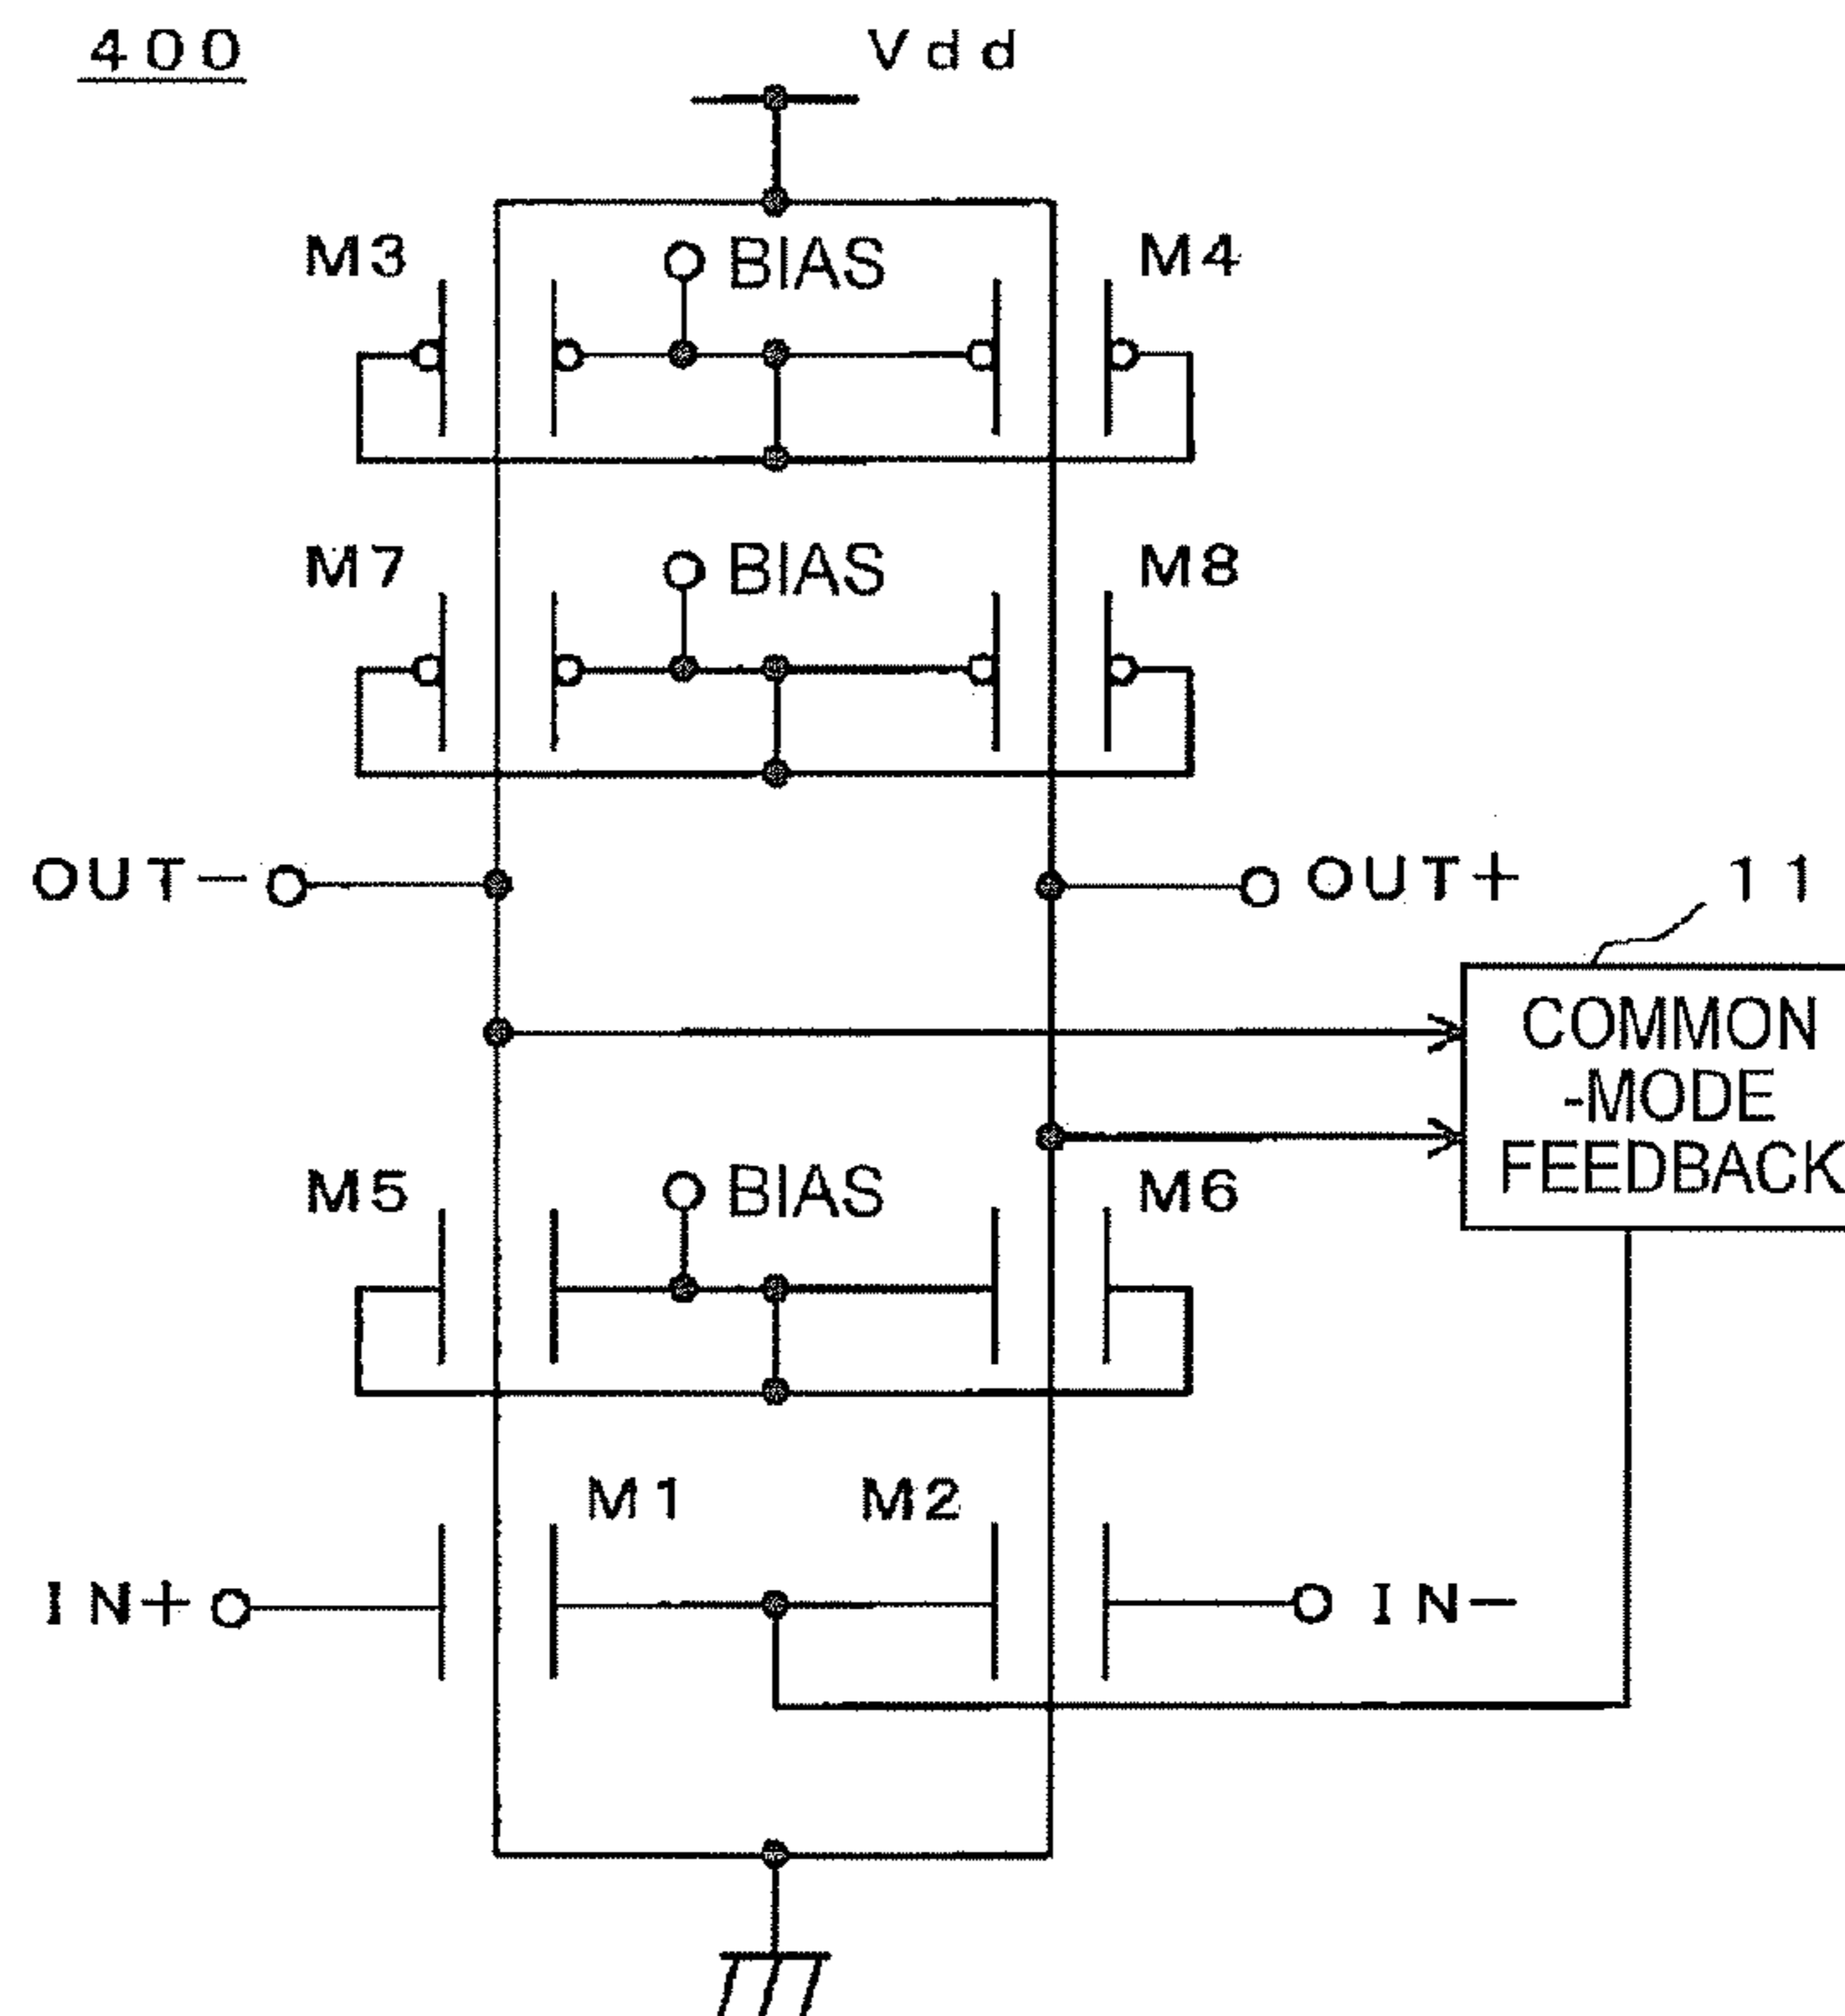 400
Vdd
M3
BIAS
M4
M7
BIAS
M8
OUT-
OUT+
11
COMMON
-MODE
FEEDBACK
M5
BIAS
M6
M1
M2
IN+
IN-